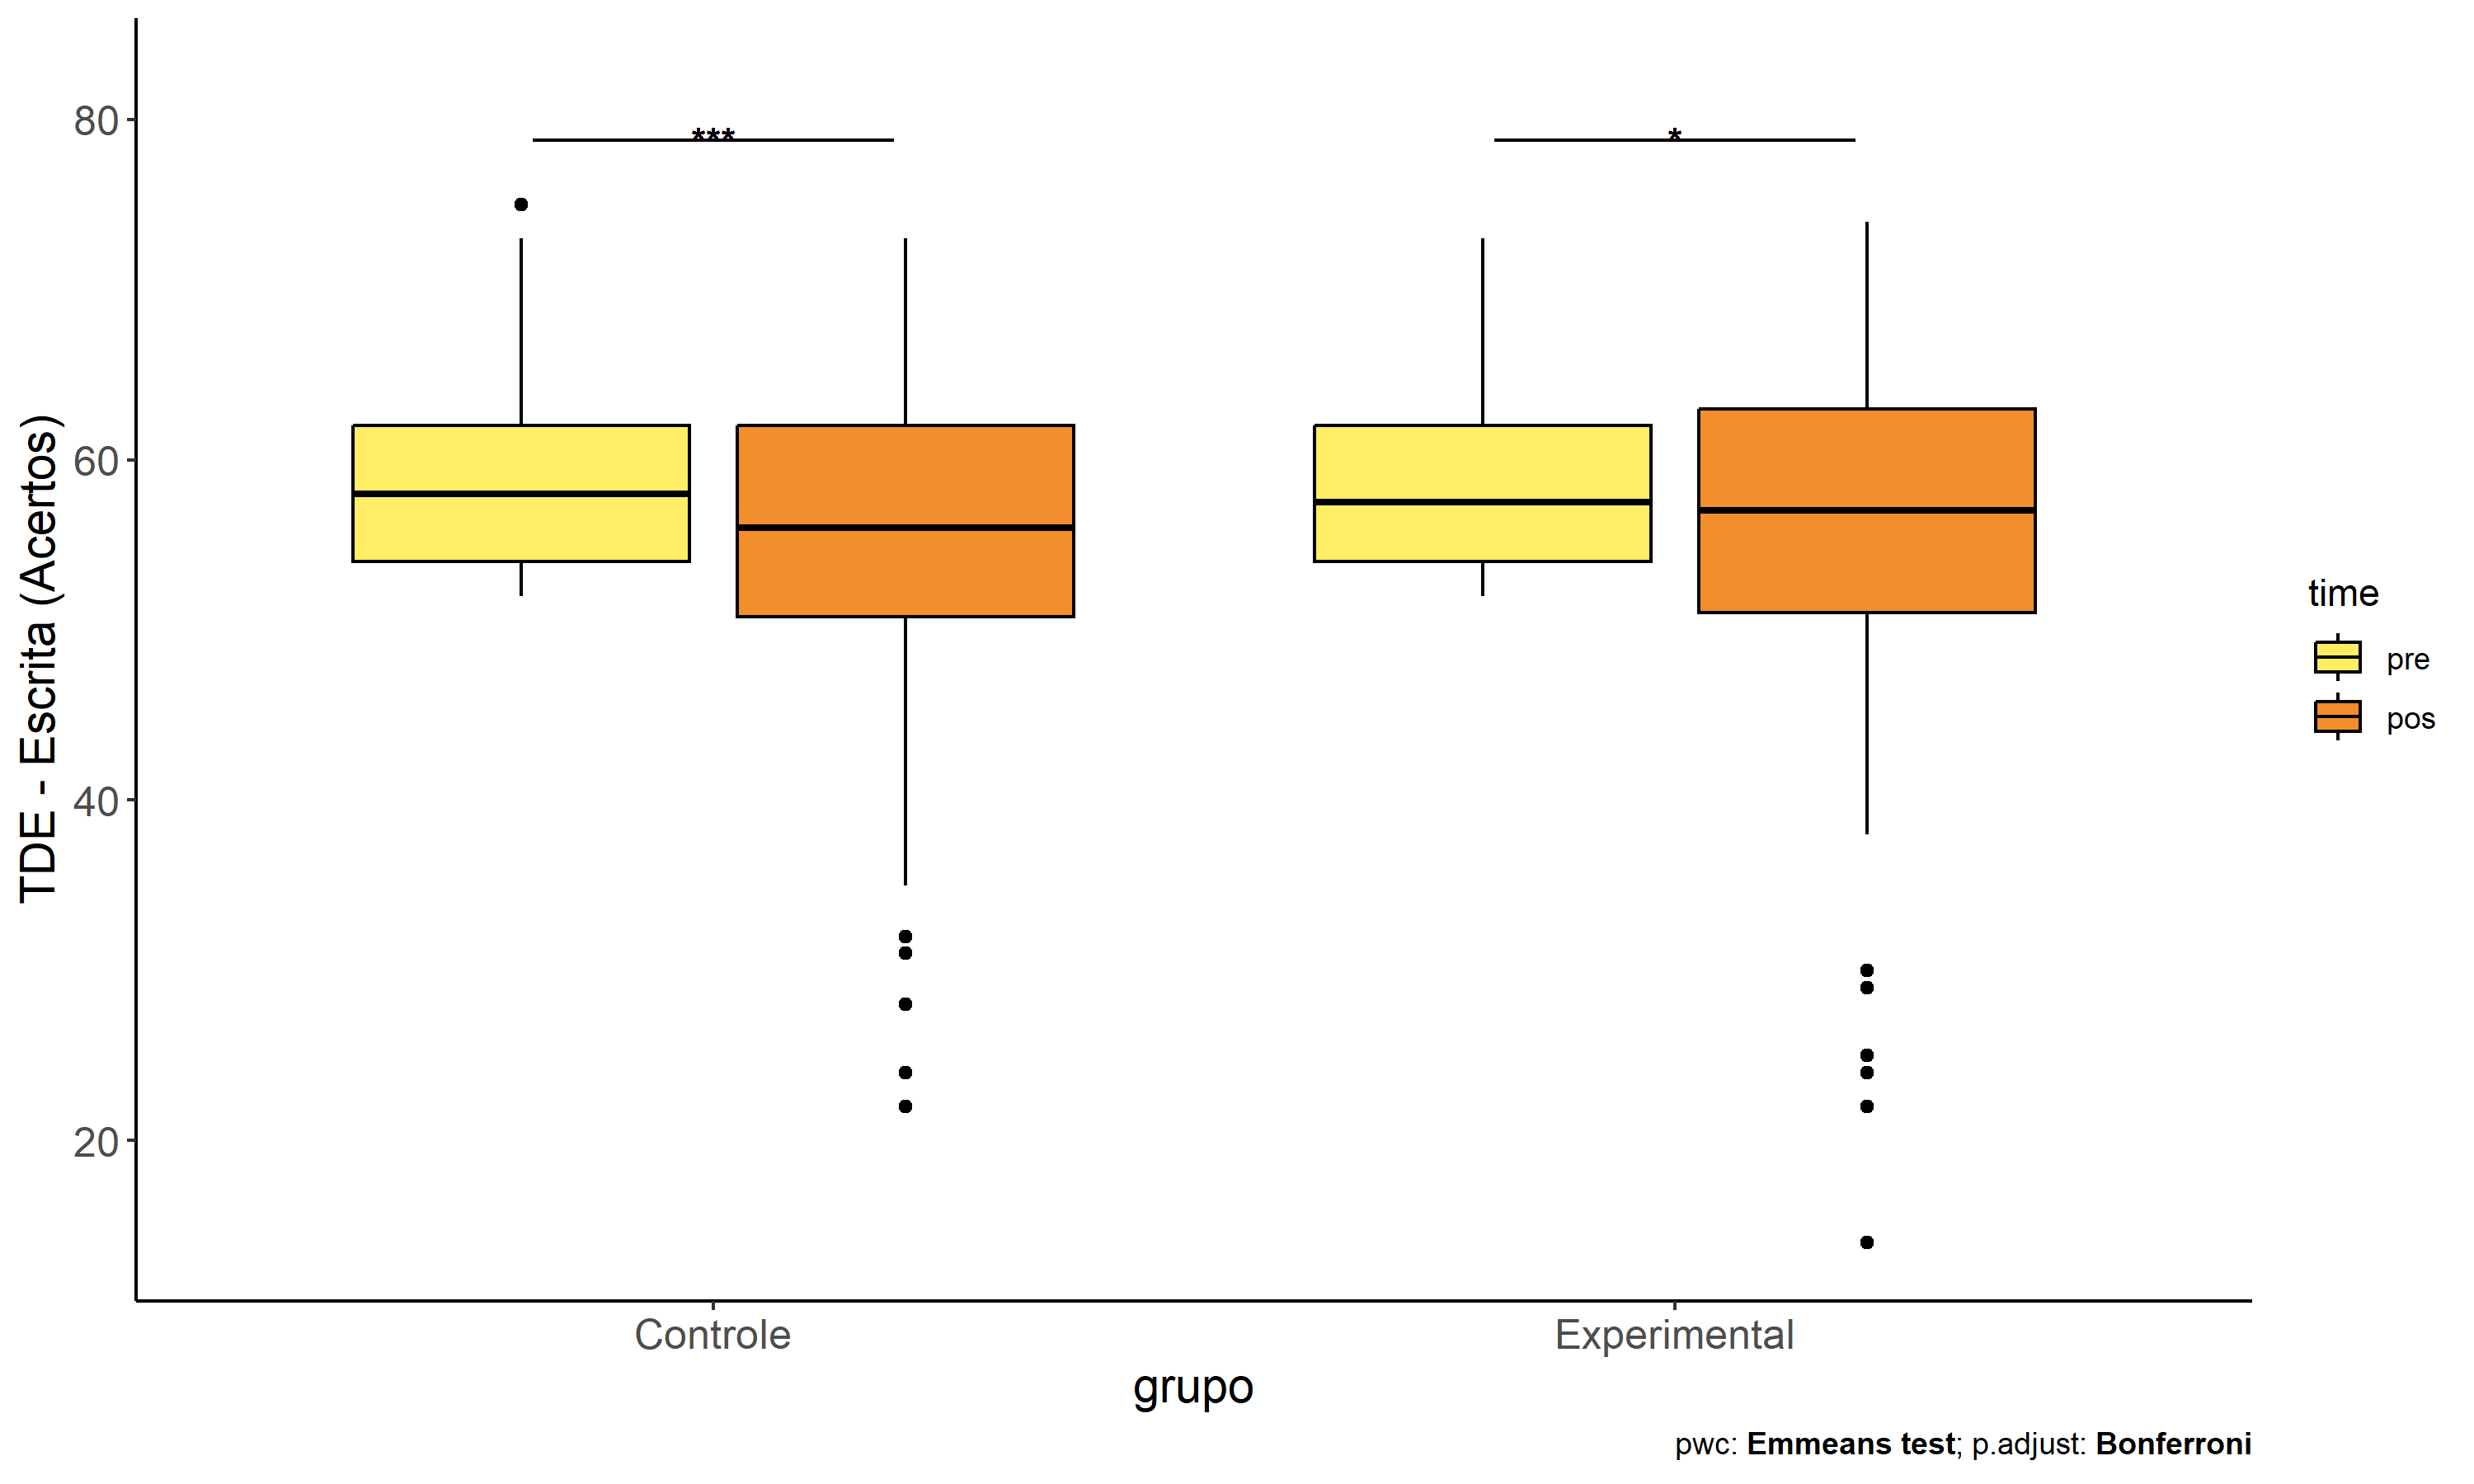 TDE - Escrita (Acertos)
80
60
40
20
***
*
Controle
Experimental
grupo
time
pre
pos
pwc: Emmeans test; p.adjust: Bonferroni